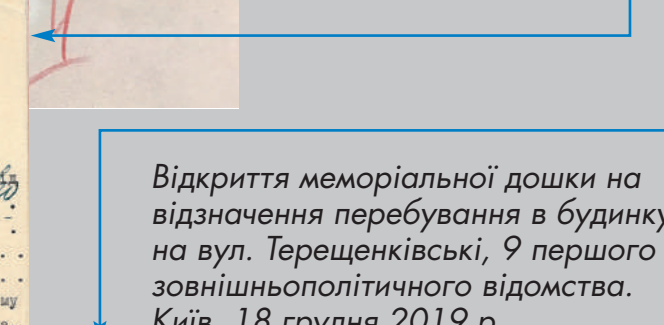 Відкриття меморіальної дошки на
відзначення перебування в будинку
на вул. Терещенківські, 9 першого
зовнішньополітичного відомства.
Київ, 18 грудня 2019 р.